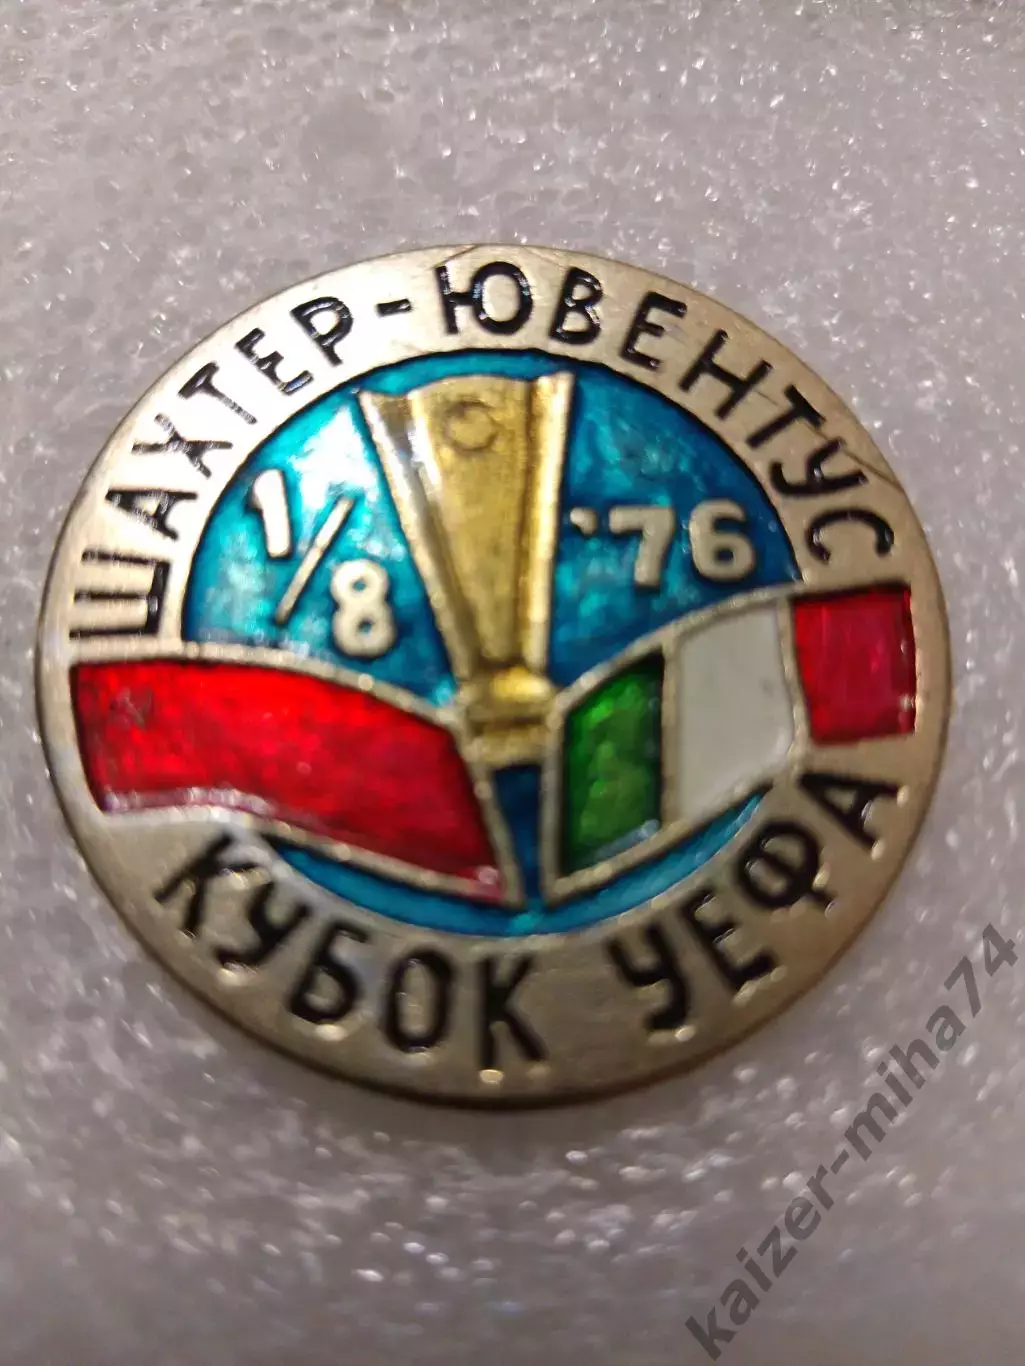 ШАХТЕР-ЮВЕНТУС
1/8
'76
КУБОК УЕФА
kaizer-miha74